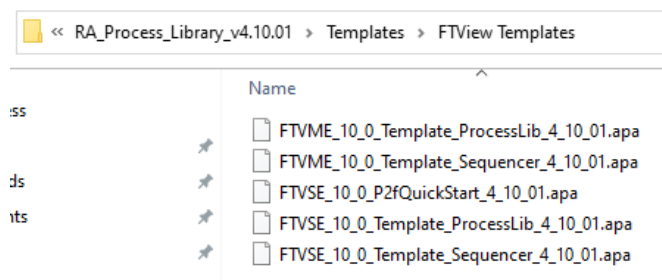 « RA_Process_Library_v4.10.01 > Templates > FTView Templates
Name
FTVME_10_0_Template_ProcessLib_4_10_01.apa
FTVME_10_0_Template_Sequencer_4_10_01.apa
FTVSE_10_0_P2fQuickStart_4_10_01.apa
FTVSE_10_0_Template_ProcessLib_4_10_01.apa
FTVSE_10_0_Template_Sequencer_4_10_01.apa